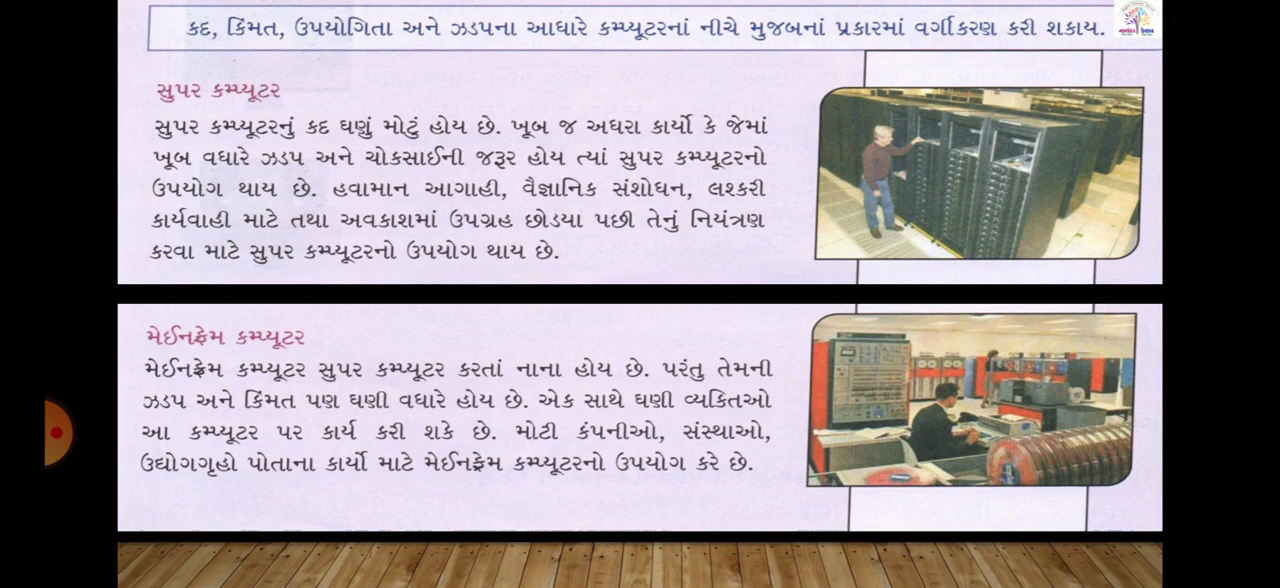 કદ, કિંમત, ઉપયોગિતા અને ઝડપના આધારે કમ્પ્યૂટરનાં નીચે મુજબનાં પ્રકારમાં વર્ગીકરણ કરી શકાય.
સુપર કમ્પ્યૂટર
સુપર કમ્પ્યૂટરનું કદ ઘણું મોટું હોય છે. ખૂબ જ અઘરા કાર્યો કે જેમાં
ખૂબ વધારે ઝડપ અને ચોકસાઈની જરૂર હોય ત્યાં સુપર કમ્પ્યૂટરનો
ઉપયોગ થાય છે. હવામાન આગાહી, વૈજ્ઞાનિક સંશોધન, લશ્કરી
કાર્યવાહી માટે તથા અવકાશમાં ઉપગ્રહ છોડયા પછી તેનું નિયંત્રણ
કરવા માટે સુપર કમ્પ્યૂટરનો ઉપયોગ થાય છે.
મેઈનફ્રેમ કમ્પ્યૂટર
મેઈનફ્રેમ કમ્પ્યૂટર સુપર કમ્પ્યૂટર કરતાં નાના હોય છે. પરંતુ તેમની
ઝડપ અને કિંમત પણ ઘણી વધારે હોય છે. એક સાથે ઘણી વ્યકિતઓ
આ કમ્પ્યૂટર પર કાર્ય કરી શકે છે. મોટી કંપનીઓ, સંસ્થાઓ,
ઉદ્યોગગૃહો પોતાના કાર્યો માટે મેઈનફ્રેમ કમ્પ્યૂટરનો ઉપયોગ કરે છે.